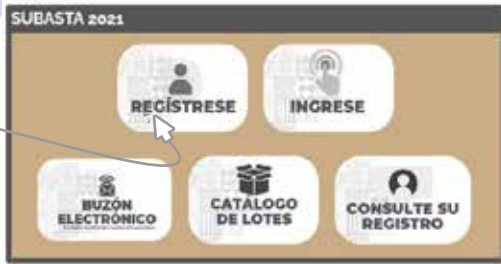 SUBASTA 2021
REGÍSTRESE
INGRESE
BUZÓN
ELECTRÓNICO
CATÁLOGO
DE LOTES
CONSULTE SU
REGISTRO